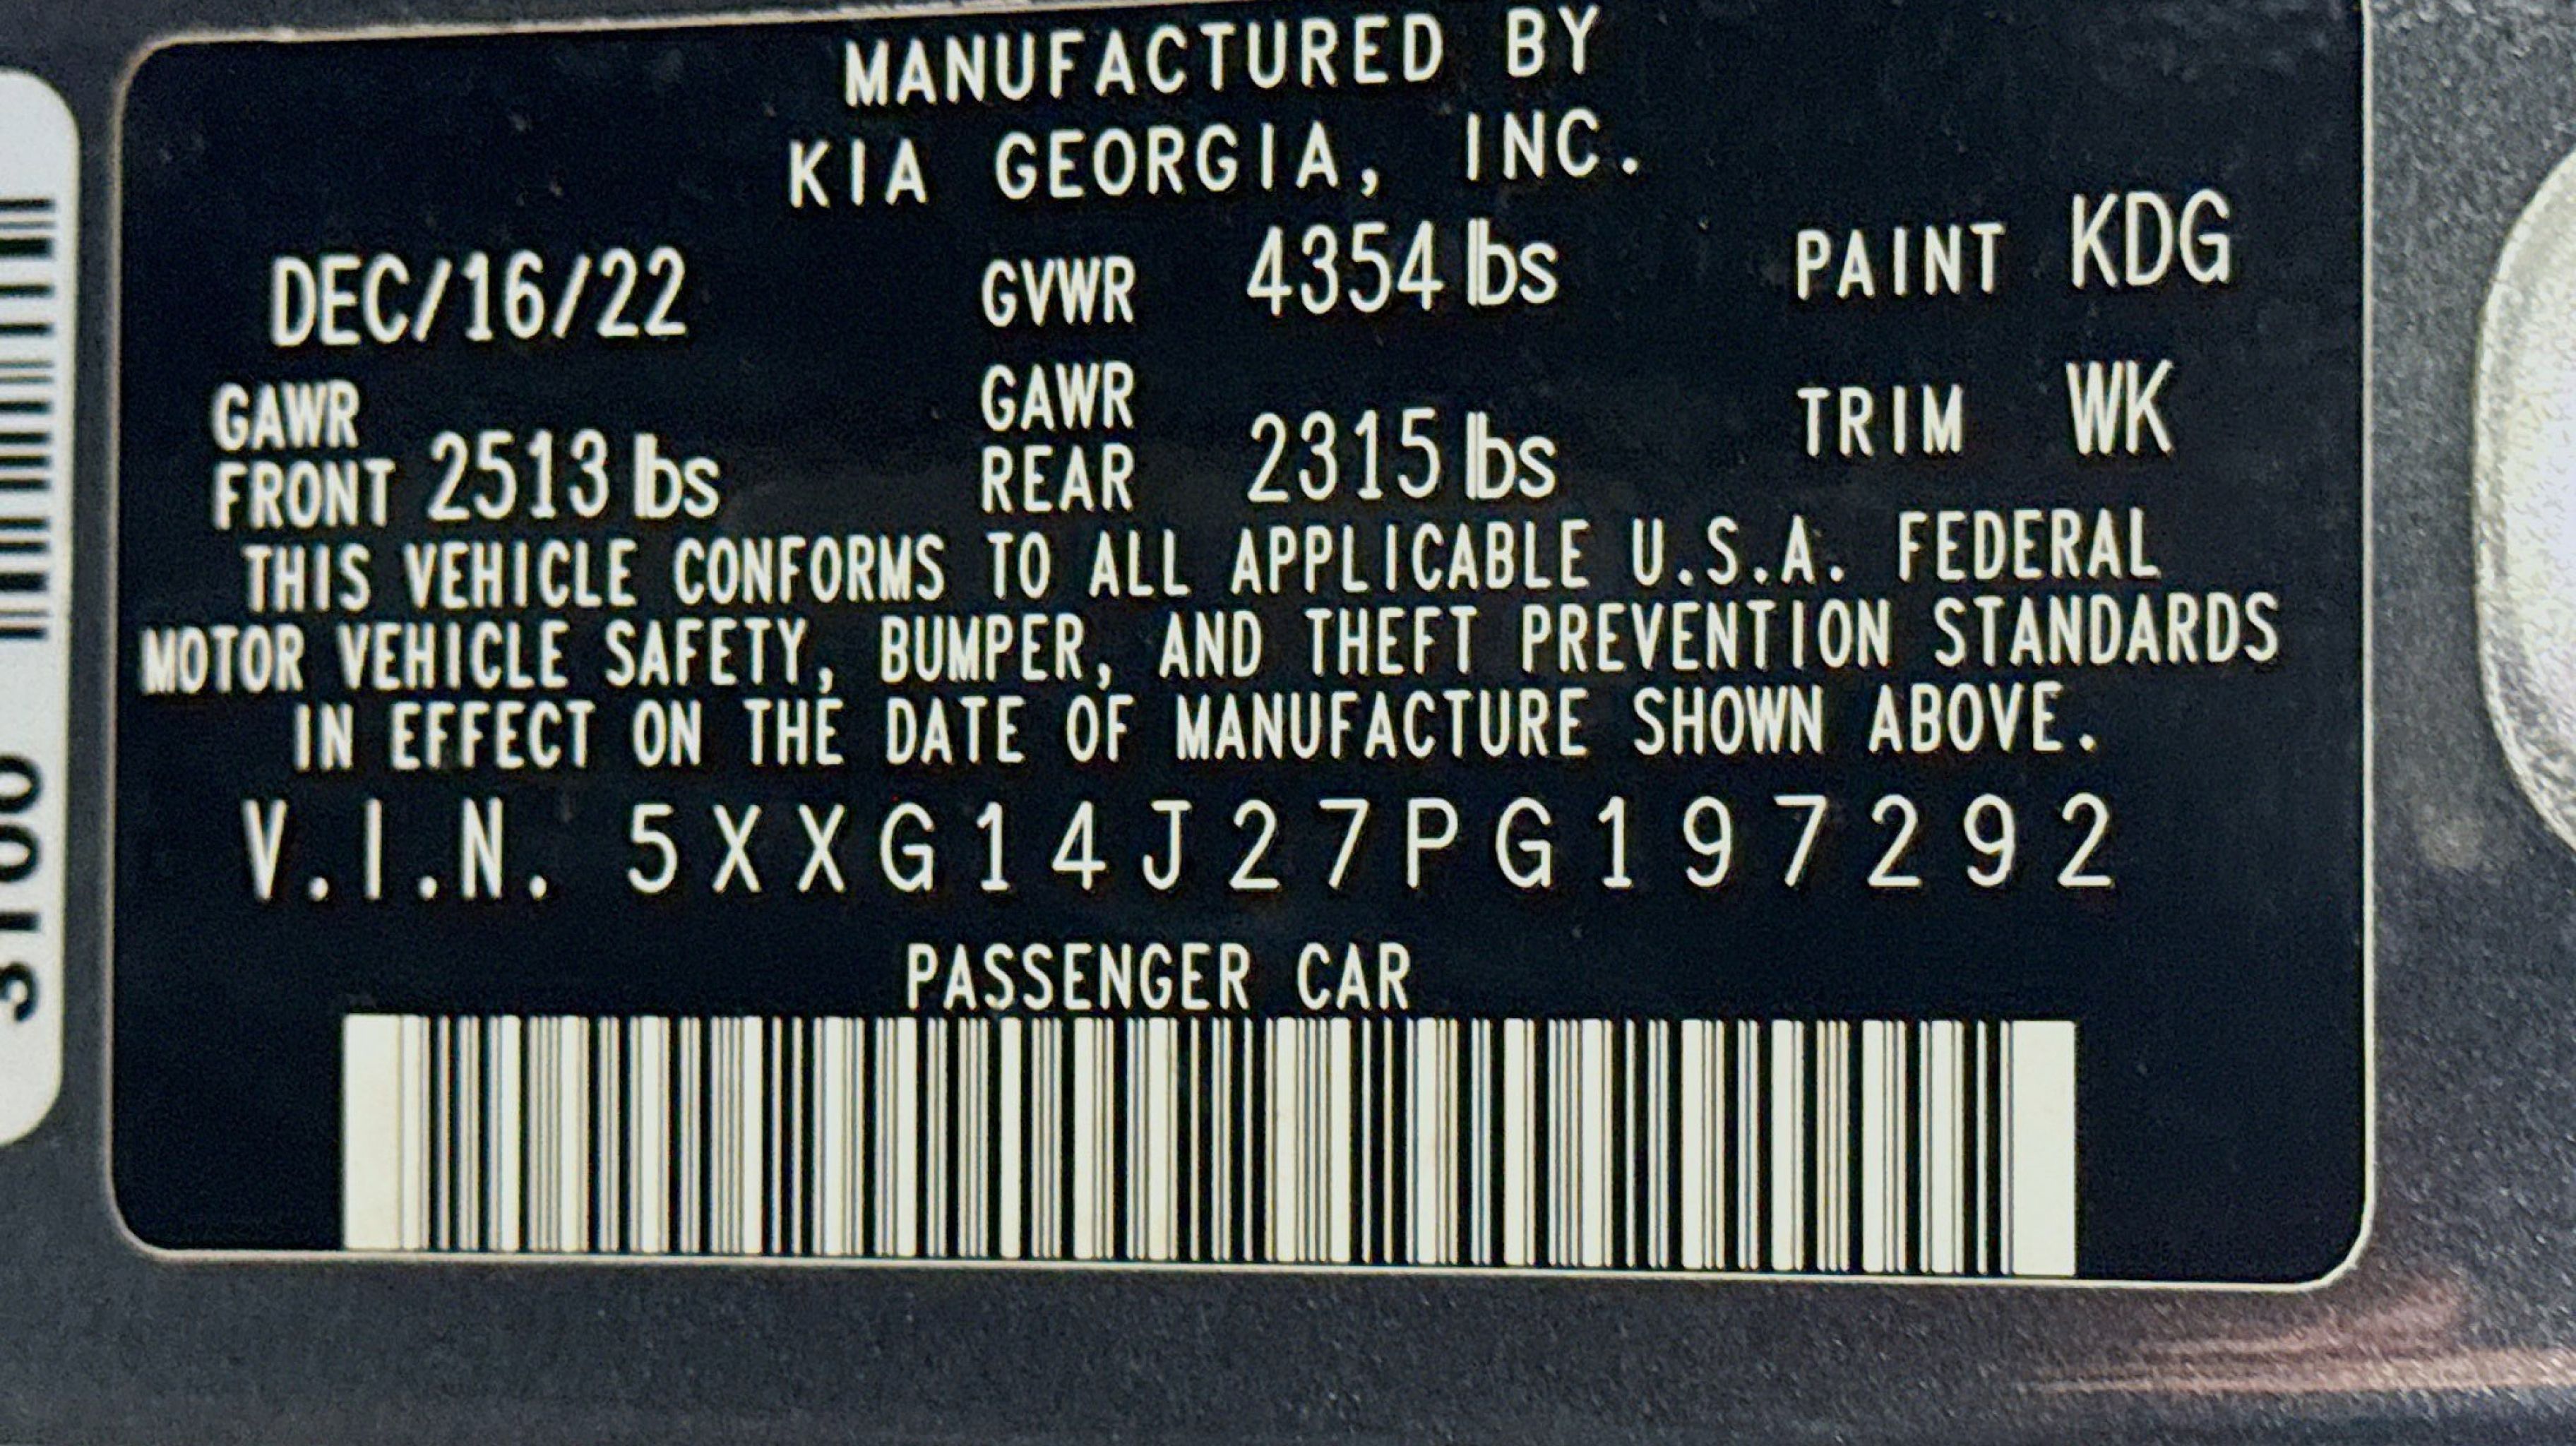 MANUFACTURED BY
KIA GEORGIA, INC.
DEC/16/22 GVWR 4354 lbs PAINT KDG
GAWR FRONT 2513 lbs GAWR REAR 2315 lbs TRIM WK
THIS VEHICLE CONFORMS TO ALL APPLICABLE U.S.A. FEDERAL
MOTOR VEHICLE SAFETY, BUMPER, AND THEFT PREVENTION STANDARDS
IN EFFECT ON THE DATE OF MANUFACTURE SHOWN ABOVE.
V.I.N. 5XXG14J27PG197292
PASSENGER CAR